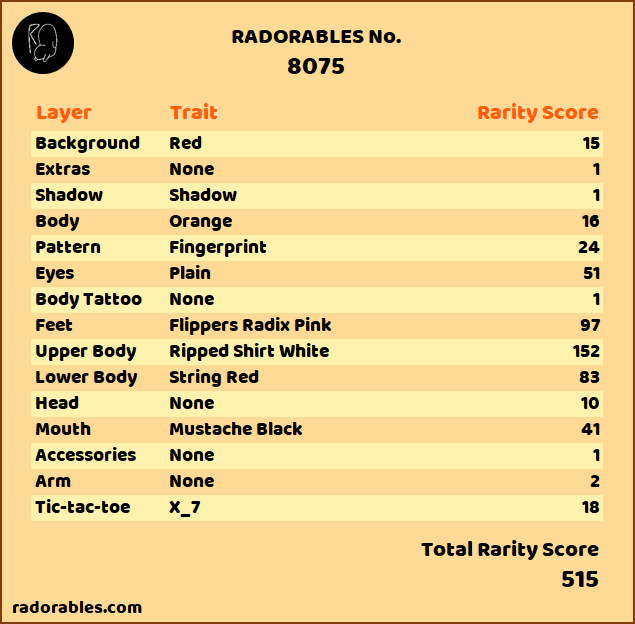 RADORABLES No.
8075
Layer Trait Rarity Score
Background Red 15
Extras None 1
Shadow Shadow 1
Body Orange 16
Pattern Fingerprint 24
Eyes Plain 51
Body Tattoo None 1
Feet Flippers Radix Pink 97
Upper Body Ripped Shirt White 152
Lower Body String Red 83
Head None 10
Mouth Mustache Black 41
Accessories None 1
Arm None 2
Tic-tac-toe X_7 18
Total Rarity Score
515
radorables.com